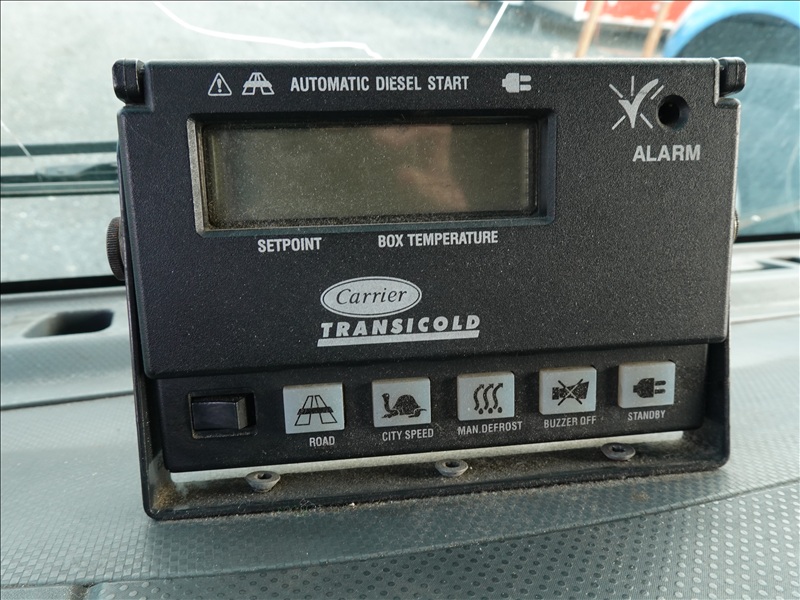 AUTOMATIC DIESEL START
ALARM
SETPOINT BOX TEMPERATURE
Carrier
TRANSICOLD
ROAD CITY SPEED MAN.DEFROST BUZZER OFF STANDBY